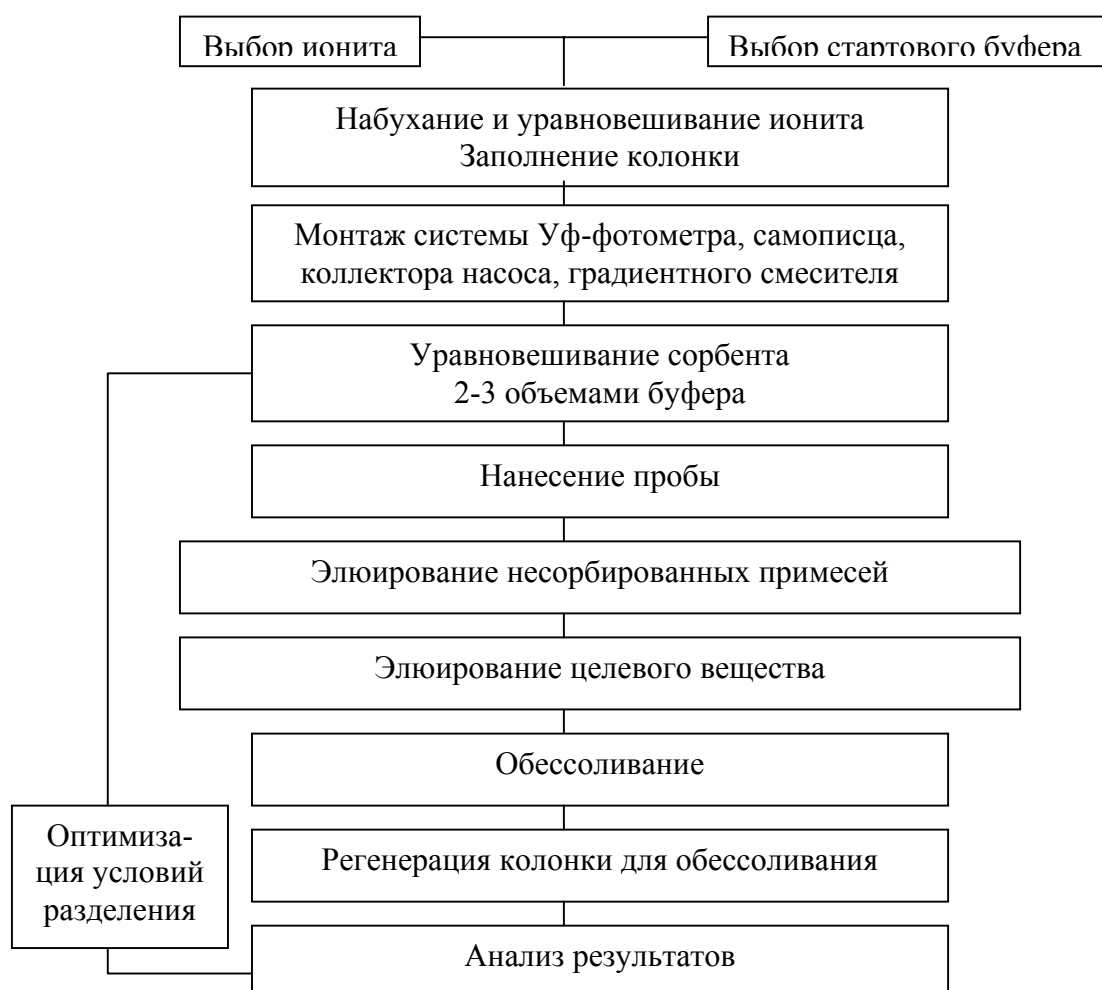 Выбор ионита
Выбор стартового буфера
Набухание и уравновешивание ионита
Заполнение колонки
Монтаж системы Уф-фотометра, самописца,
коллектора насоса, градиентного смесителя
Уравновешивание сорбента
2-3 объемами буфера
Нанесение пробы
Элюирование несорбированных примесей
Элюирование целевого вещества
Обессоливание
Оптимиза-
ция условий
разделения
Регенерация колонки для обессоливания
Анализ результатов